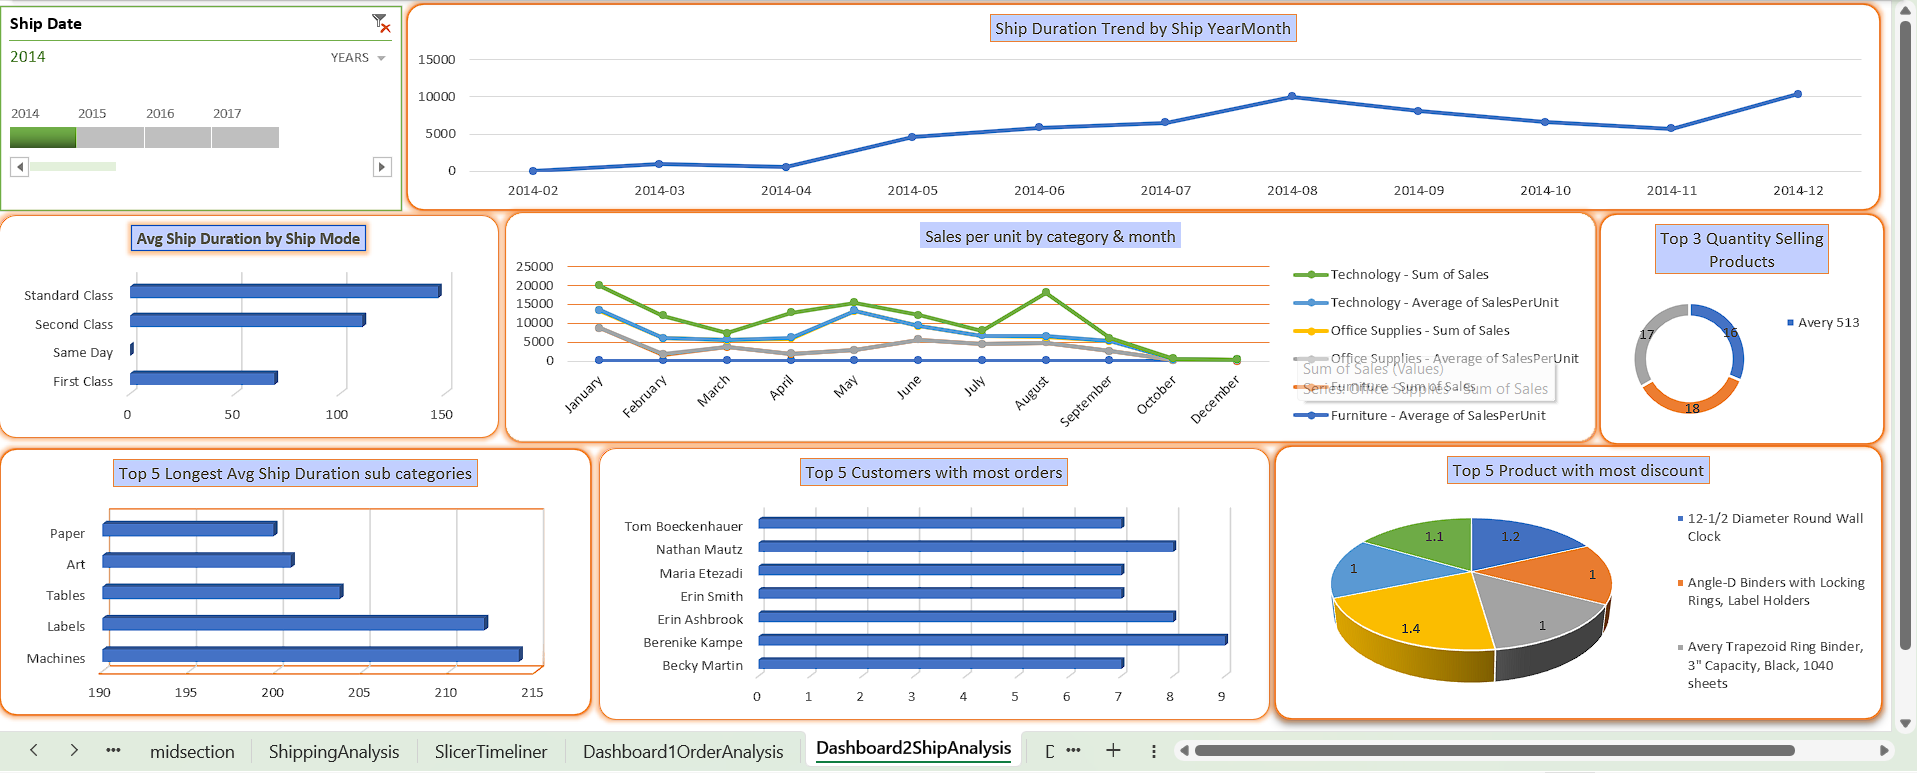 Ship Date
2014
YEARS
2014 2015 2016 2017
Ship Duration Trend by Ship YearMonth
15000
10000
5000
0
2014-02 2014-03 2014-04 2014-05 2014-06 2014-07 2014-08 2014-09 2014-10 2014-11 2014-12
Avg Ship Duration by Ship Mode
Standard Class
Second Class
Same Day
First Class
0 50 100 150
Sales per unit by category & month
25000
20000
15000
10000
5000
0
January February March April May June July August September October December
Technology - Sum of Sales
Technology - Average of SalesPerUnit
Office Supplies - Sum of Sales
Office Supplies - Average of SalesPerUnit
Sum of Sales (Values)
Furniture - Sum of Sales
Series: Office Supplies - Sum of Sales
Furniture - Average of SalesPerUnit
Top 3 Quantity Selling
Products
17
16
18
Avery 513
Top 5 Longest Avg Ship Duration sub categories
Paper
Art
Tables
Labels
Machines
190 195 200 205 210 215
Top 5 Customers with most orders
Tom Boeckenhauer
Nathan Mautz
Maria Etezadi
Erin Smith
Erin Ashbrook
Berenike Kampe
Becky Martin
0 1 2 3 4 5 6 7 8 9
Top 5 Product with most discount
1.1
1.2
1
1
1.4
1
12-1/2 Diameter Round Wall
Clock
Angle-D Binders with Locking
Rings, Label Holders
Avery Trapezoid Ring Binder,
3" Capacity, Black, 1040
sheets
midsection ShippingAnalysis SlicerTimeliner Dashboard1OrderAnalysis Dashboard2ShipAnalysis